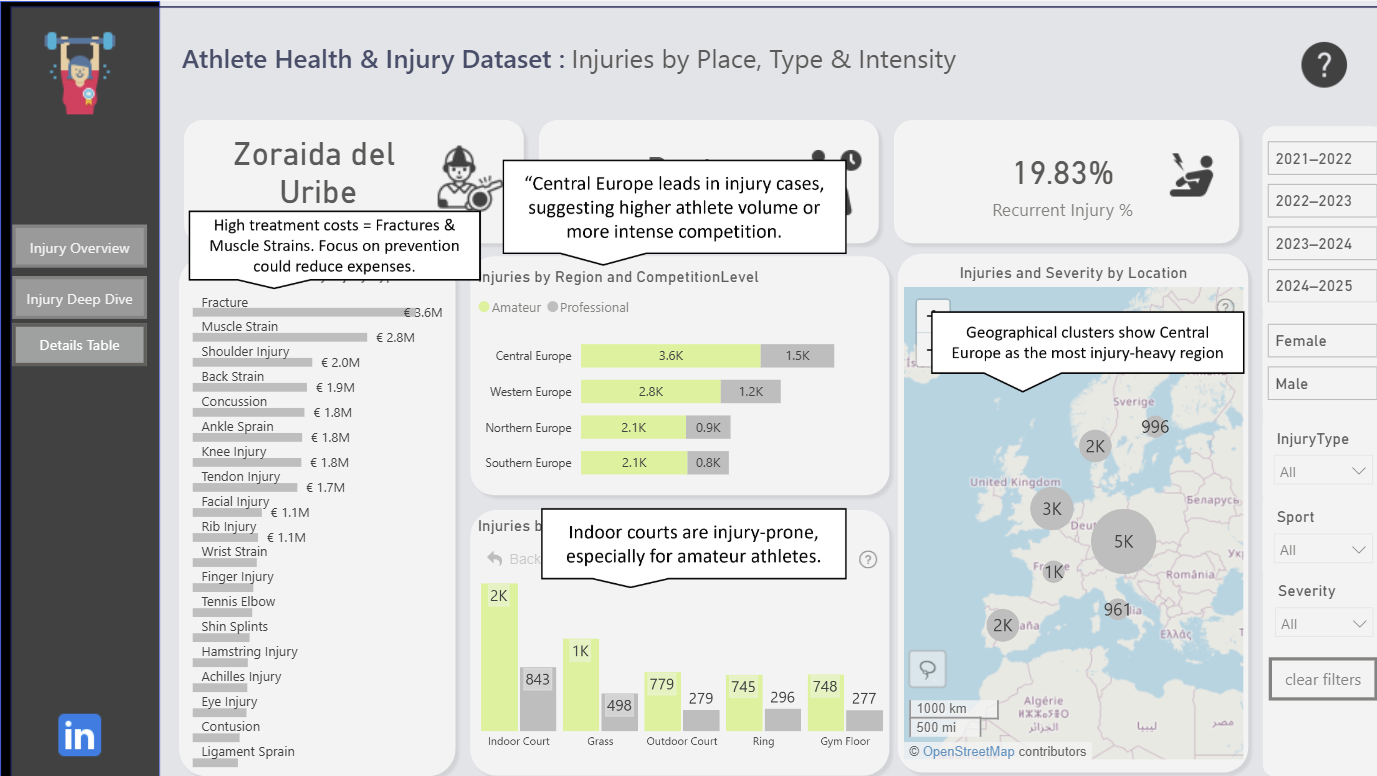 Athlete Health & Injury Dataset : Injuries by Place, Type & Intensity
?
Injury Overview
Injury Deep Dive
Details Table
in
Zoraida del
Uribe
19.83%
Recurrent Injury %
High treatment costs = Fractures &
Muscle Strains. Focus on prevention
could reduce expenses.
“Central Europe leads in injury cases,
suggesting higher athlete volume or
more intense competition.
Fracture
€ 3.6M
Muscle Strain
€ 2.8M
Shoulder Injury
€ 2.0M
Back Strain
€ 1.9M
Concussion
€ 1.8M
Ankle Sprain
€ 1.8M
Knee Injury
€ 1.8M
Tendon Injury
€ 1.7M
Facial Injury
€ 1.1M
Rib Injury
€ 1.1M
Wrist Strain
Finger Injury
Tennis Elbow
Shin Splints
Hamstring Injury
Achilles Injury
Eye Injury
Contusion
Ligament Sprain
Injuries by Region and CompetitionLevel
Amateur Professional
Central Europe 3.6K 1.5K
Western Europe 2.8K 1.2K
Northern Europe 2.1K 0.9K
Southern Europe 2.1K 0.8K
Injuries
Back
?
Indoor courts are injury-prone,
especially for amateur athletes.
2K 843 1K 498 779 279 745 296 748 277
Indoor Court Grass Outdoor Court Ring Gym Floor
Injuries and Severity by Location
?
Geographical clusters show Central
Europe as the most injury-heavy region
Sverige
996
2K
United Kingdom
Беларусь
3K
5K
1K
România
961
2K
Ελλάς
Algérie
ⵍⵣⵣⴰⵢⴻⵔ
الجزائر
ليبيا
مصر
1000 km
500 mi
© OpenStreetMap contributors
2021–2022
2022–2023
2023–2024
2024–2025
Female
Male
InjuryType
All
Sport
All
Severity
All
clear filters